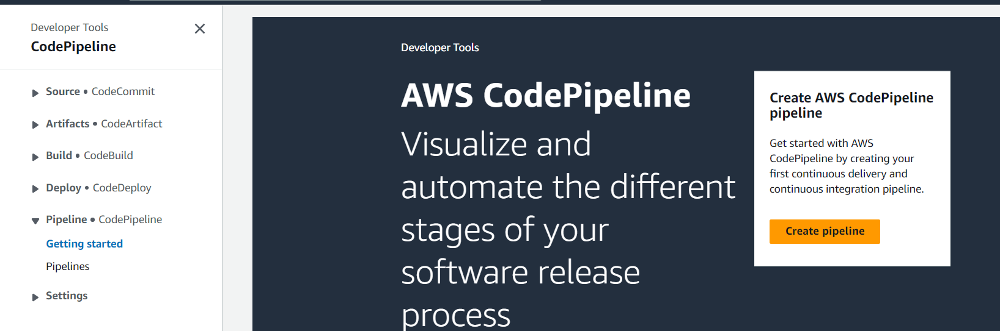 Developer Tools
CodePipeline
Source • CodeCommit
Artifacts • CodeArtifact
Build • CodeBuild
Deploy • CodeDeploy
Pipeline • CodePipeline
Getting started
Pipelines
Settings
Developer Tools
AWS CodePipeline
Visualize and
automate the different
stages of your
software release
process
Create AWS CodePipeline
pipeline
Get started with AWS
CodePipeline by creating your
first continuous delivery and
continuous integration pipeline.
Create pipeline